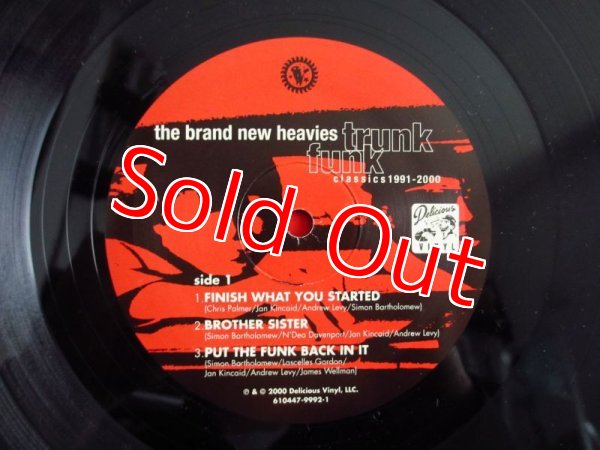 the brand new heavies
trunk
funk
classics 1991-2000
Sold Out
Delicious
VINYL
side 1
1. FINISH WHAT YOU STARTED
(Chris Palmer/Jan Kincaid/Andrew Levy/Simon Bartholomew)
2. BROTHER SISTER
(Simon Bartholomew/N'Dea Davenport/Jan Kincaid/Andrew Levy)
3. PUT THE FUNK BACK IN IT
(Simon Bartholomew/Lascelles Gordon/
Jan Kincaid/Andrew Levy/James Wellman)
℗ & © 2000 Delicious Vinyl, LLC.
610447-9992-1